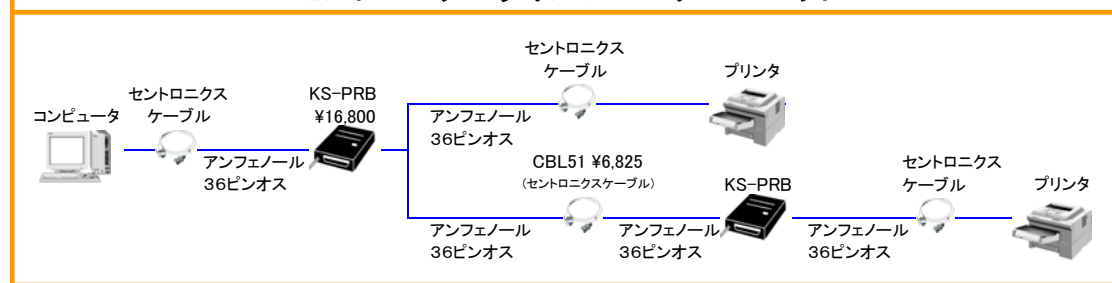 セントロニクス
ケーブル
プリンタ
セントロニクス
ケーブル
KS-PRB
¥16,800
コンピュータ
アンフェノール
36ピンオス
アンフェノール
36ピンオス
CBL51 ¥6,825
(セントロニクスケーブル)
KS-PRB
セントロニクス
ケーブル
プリンタ
アンフェノール
36ピンオス
アンフェノール
36ピンオス
アンフェノール
36ピンオス